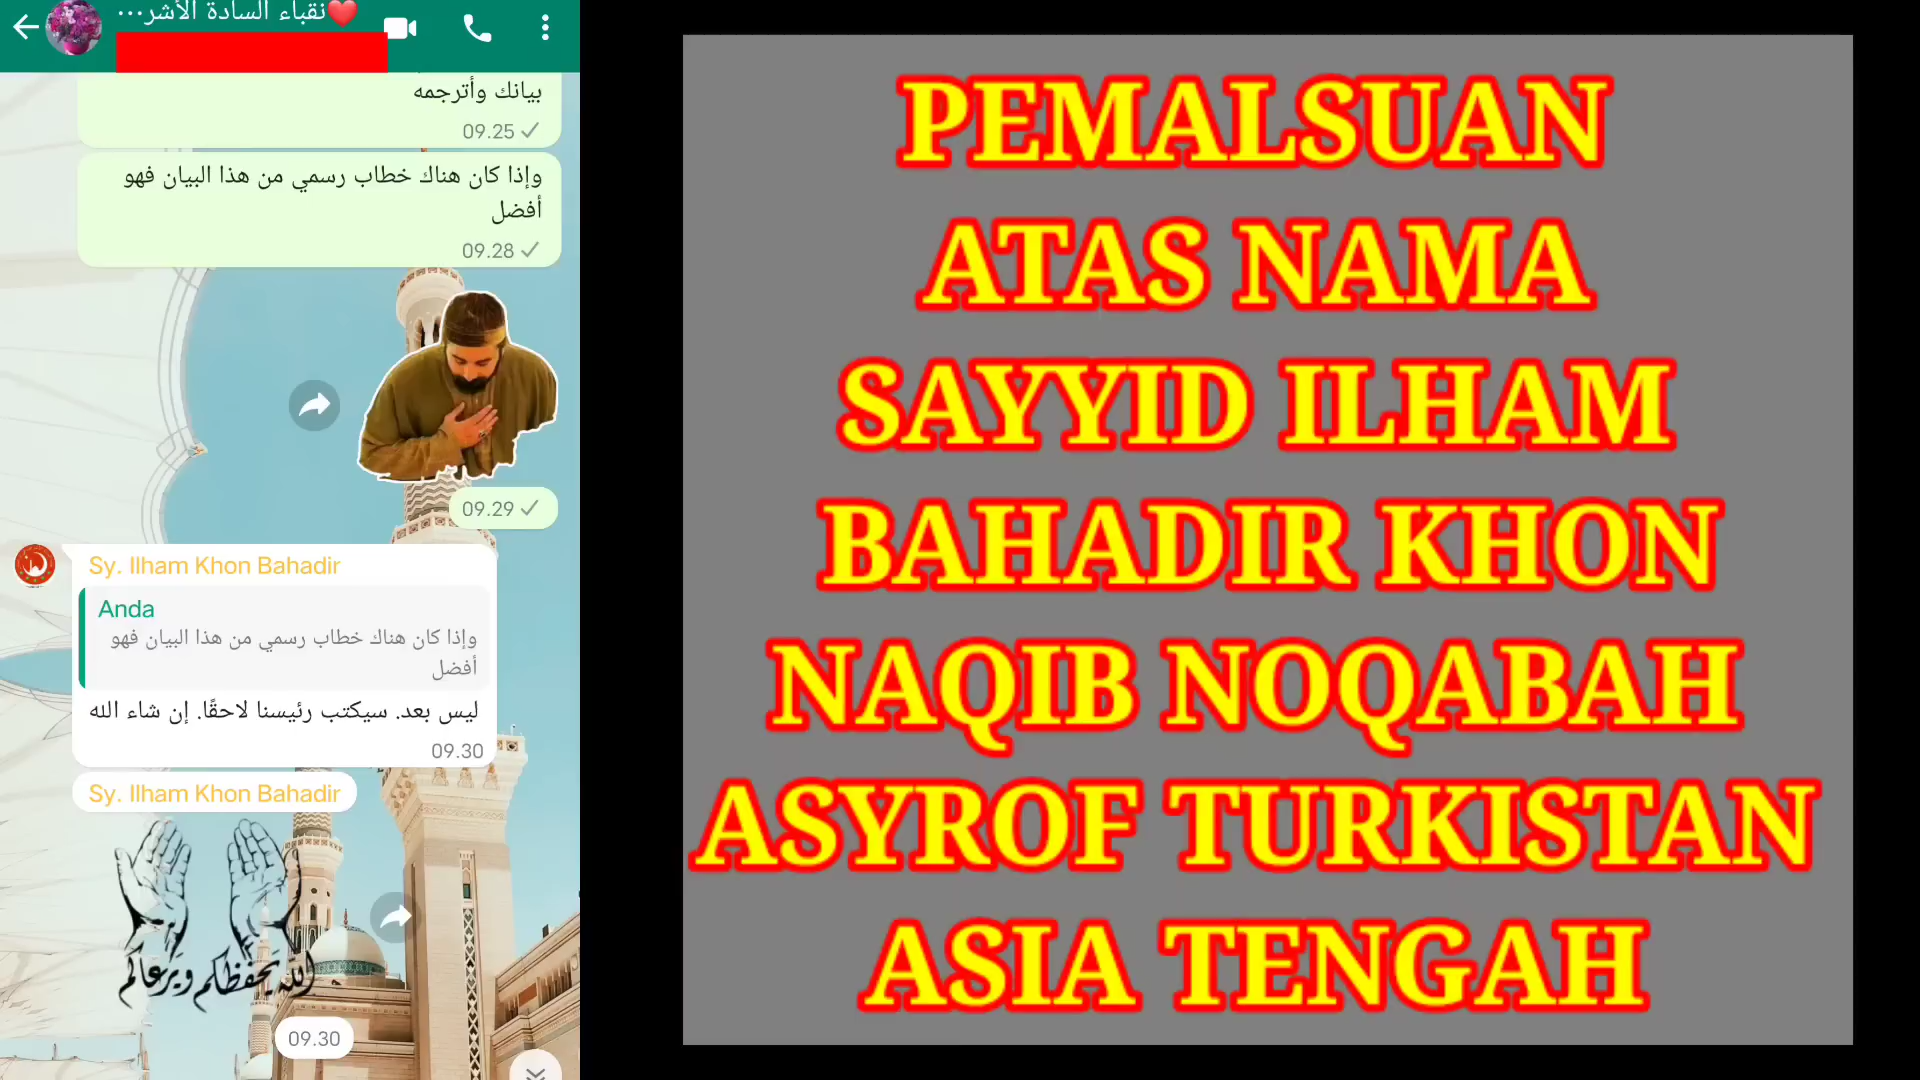 نقباء السادة الأشر...
بيانك وأترجمه
09.25
وإذا كان هناك خطاب رسمي من هذا البيان فهو
أفضل
09.28
09.29
Sy. Ilham Khon Bahadir
Anda
وإذا كان هناك خطاب رسمي من هذا البيان فهو
أفضل
ليس بعد. سيكتب رئيسنا لاحقًا. إن شاء الله
09.30
Sy. Ilham Khon Bahadir
الله يحفظكم ويرعاكم
09.30
PEMALSUAN
ATAS NAMA
SAYYID ILHAM
BAHADIR KHON
NAQIB NOQABAH
ASYROF TURKISTAN
ASIA TENGAH